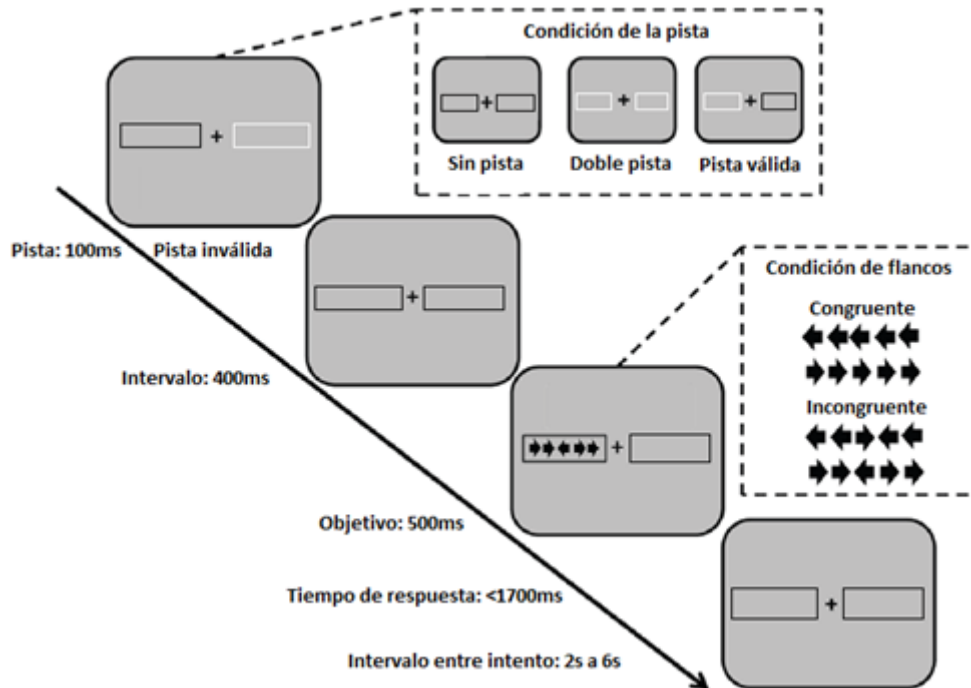 Condición de la pista
Sin pista
Doble pista
Pista válida
Pista: 100ms
Pista inválida
Condición de flancos
Congruente
Incongruente
Intervalo: 400ms
Objetivo: 500ms
Tiempo de respuesta: <1700ms
Intervalo entre intento: 2s a 6s